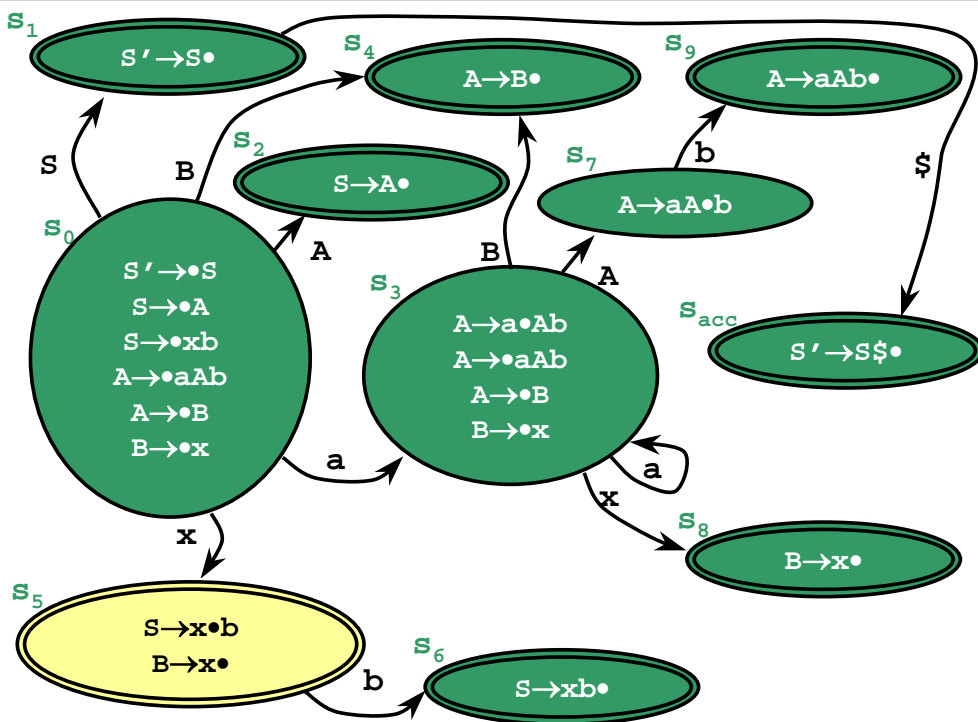 s1
S′→S•
s4
A→B•
s9
A→aAb•
S
B
s2
S→A•
s7
A→aA•b
b
$
s0
S′→•S
S→•A
S→•xb
A→•aAb
A→•B
B→•x
A
s3
B
A
A→a•Ab
A→•aAb
A→•B
B→•x
sacc
S′→S$•
a
a
x
x
s8
B→x•
s5
S→x•b
B→x•
b
s6
S→xb•